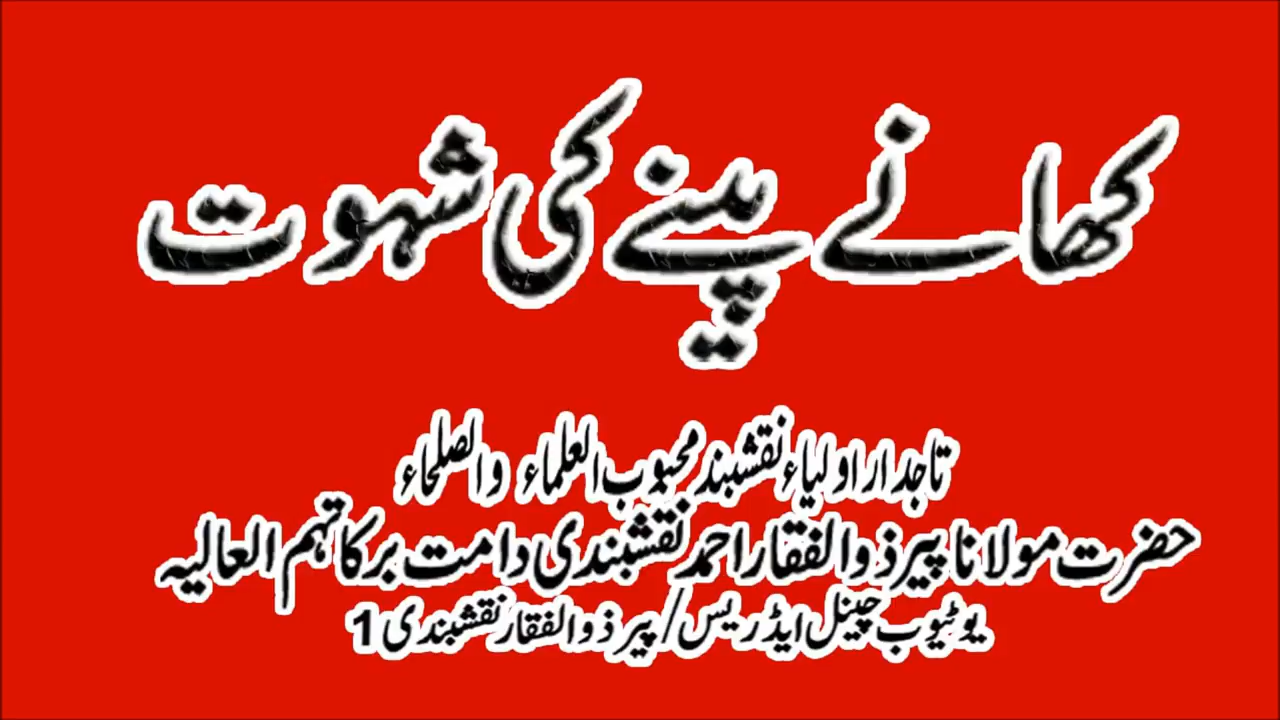 کھانے پینے کی شہوت
تاجدار اولیاء نقشبند محبوب العلماء والصلحاء
حضرت مولانا پیر ذوالفقار احمد نقشبندی دامت برکاتہم العالیہ
یوٹیوب چینل ایڈریس/ پیر ذوالفقار نقشبندی 1